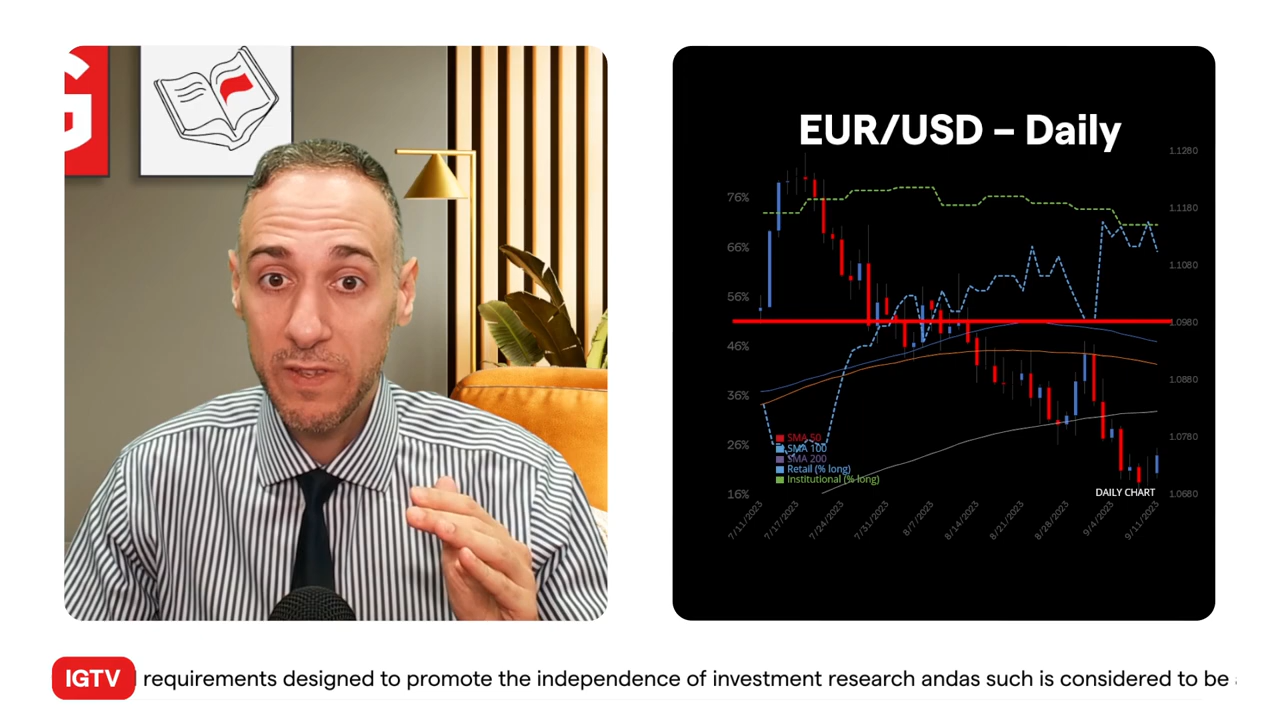 G
EUR/USD – Daily
1.1280
76%
1.1180
66%
1.1080
56%
1.0980
46%
36%
1.0880
26%
1.0780
16%
1.0680
SMA 50
SMA 100
SMA 200
Retail (% long)
Institutional (% long)
DAILY CHART
7/11/2023
7/17/2023
7/24/2023
7/31/2023
8/7/2023
8/14/2023
8/21/2023
8/28/2023
9/4/2023
9/11/2023
IGTV requirements designed to promote the independence of investment research andas such is considered to be